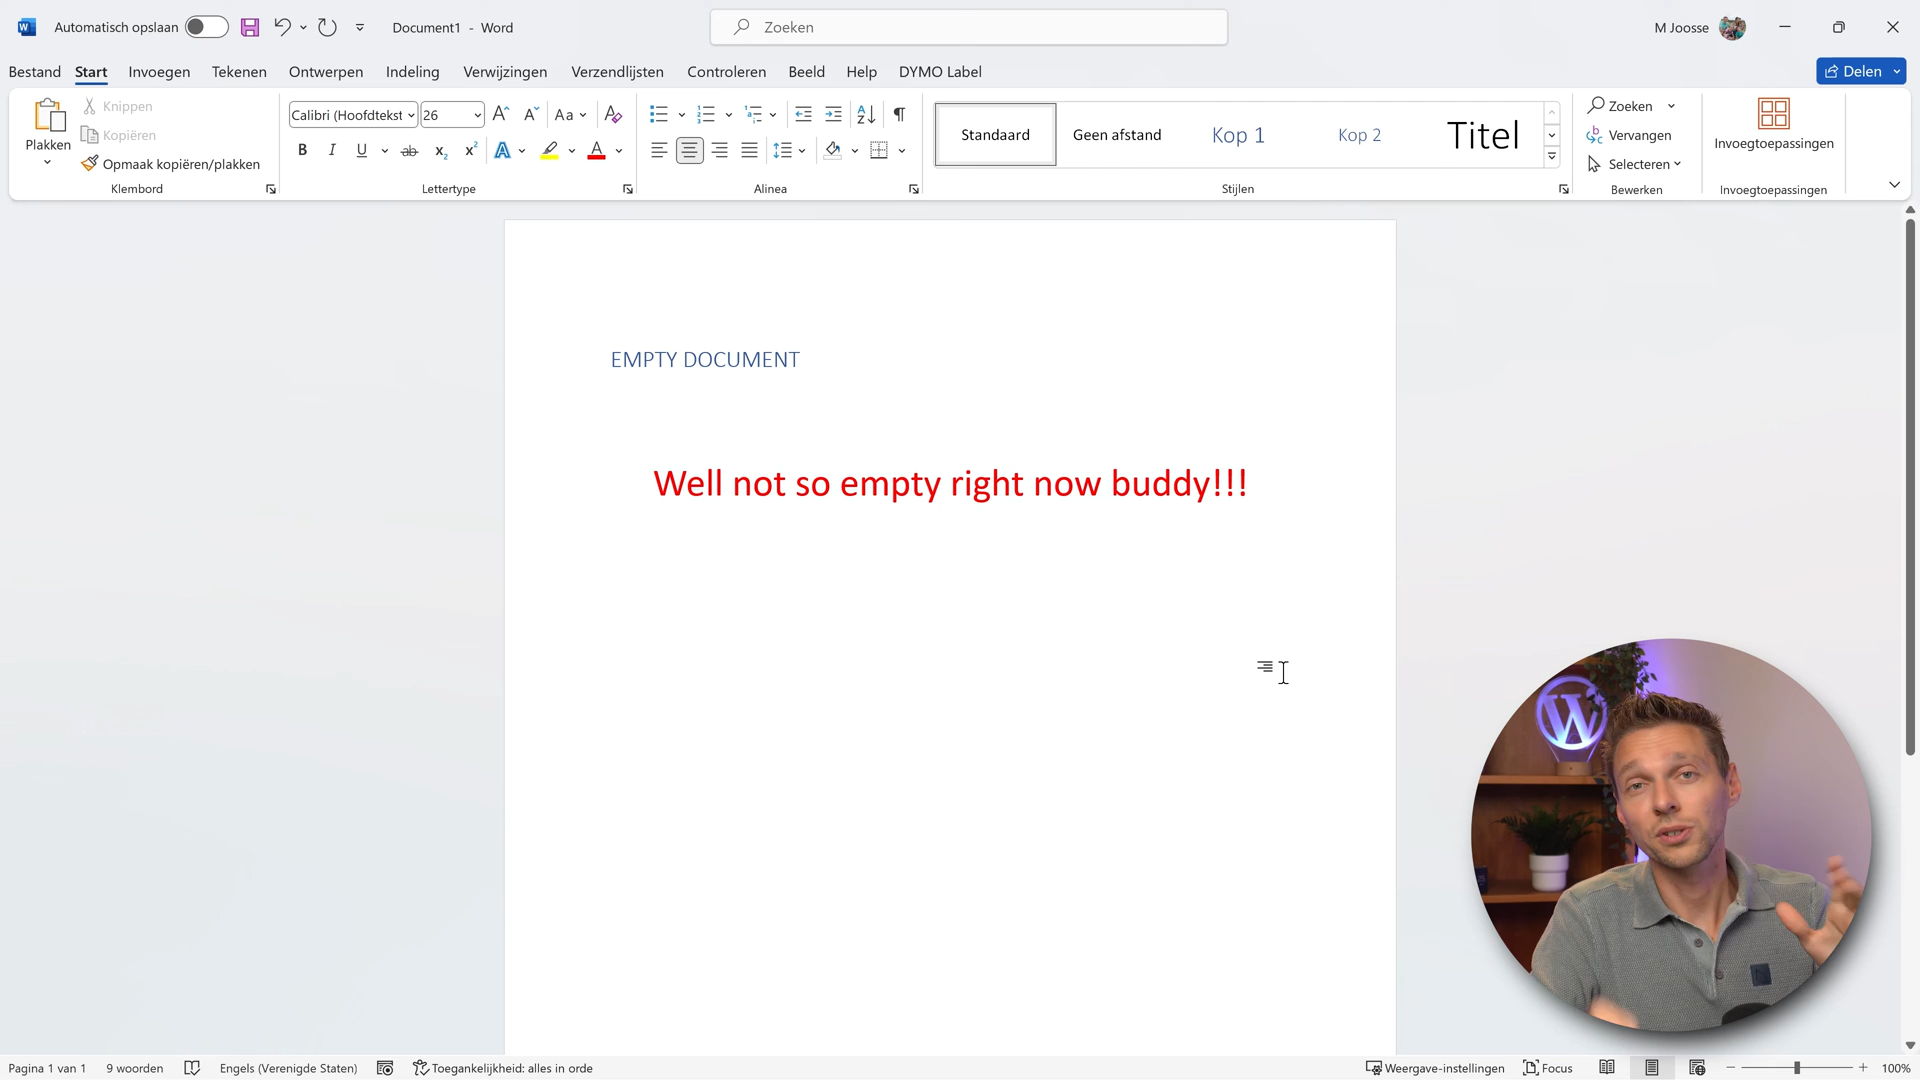 Automatisch opslaan
Document1 - Word
Zoeken
M Joosse
Bestand Start Invoegen Tekenen Ontwerpen Indeling Verwijzingen Verzendlijsten Controleren Beeld Help DYMO Label
Delen
Plakken
Knippen
Kopiëren
Opmaak kopiëren/plakken
Klembord
Calibri (Hoofdtekst
26
Lettertype
Alinea
Standaard
Geen afstand
Kop 1
Kop 2
Titel
Stijlen
Zoeken
Vervangen
Selecteren
Bewerken
Invoegtoepassingen
Invoegtoepassingen
EMPTY DOCUMENT
Well not so empty right now buddy!!!
Pagina 1 van 1
9 woorden
Engels (Verenigde Staten)
Toegankelijkheid: alles in orde
Weergave-instellingen
Focus
100%